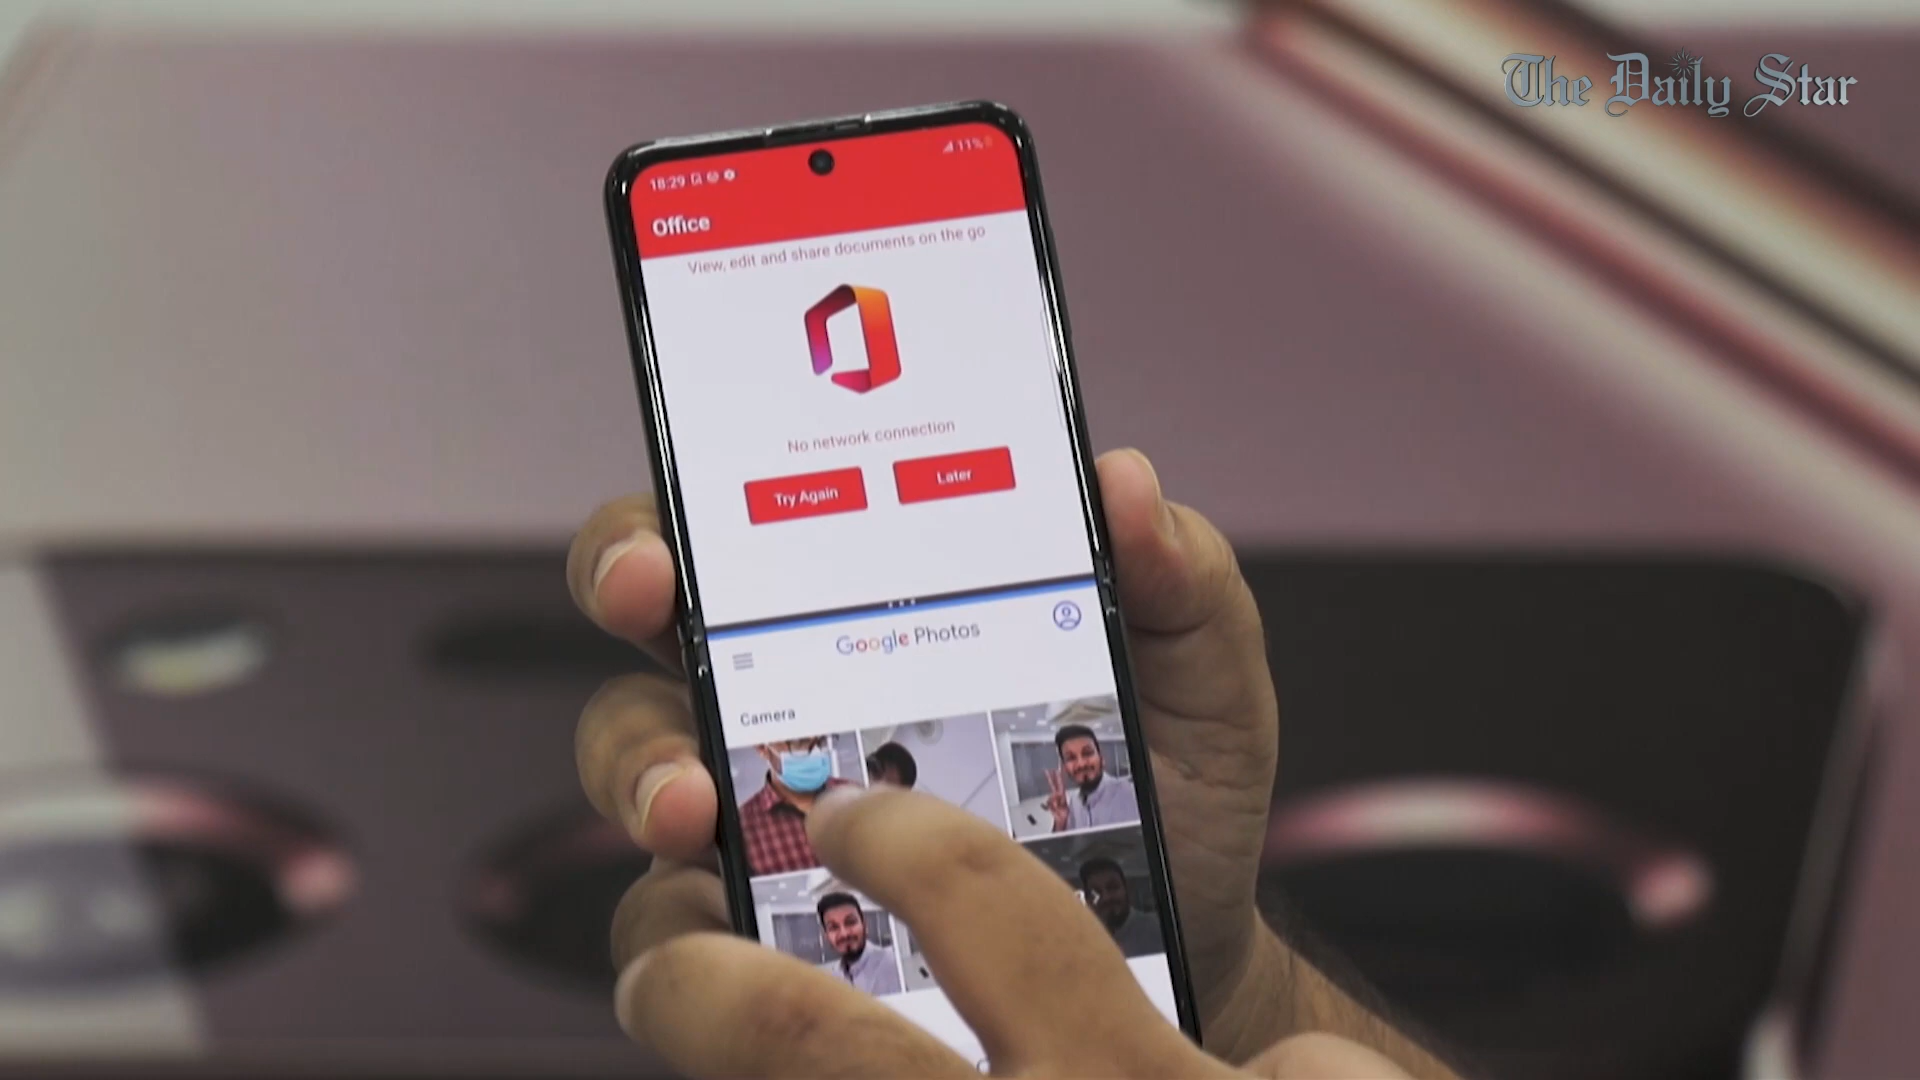 The Daily Star
18:29
11%
Office
View, edit and share documents on the go
No network connection
Try Again
Later
Google Photos
Camera